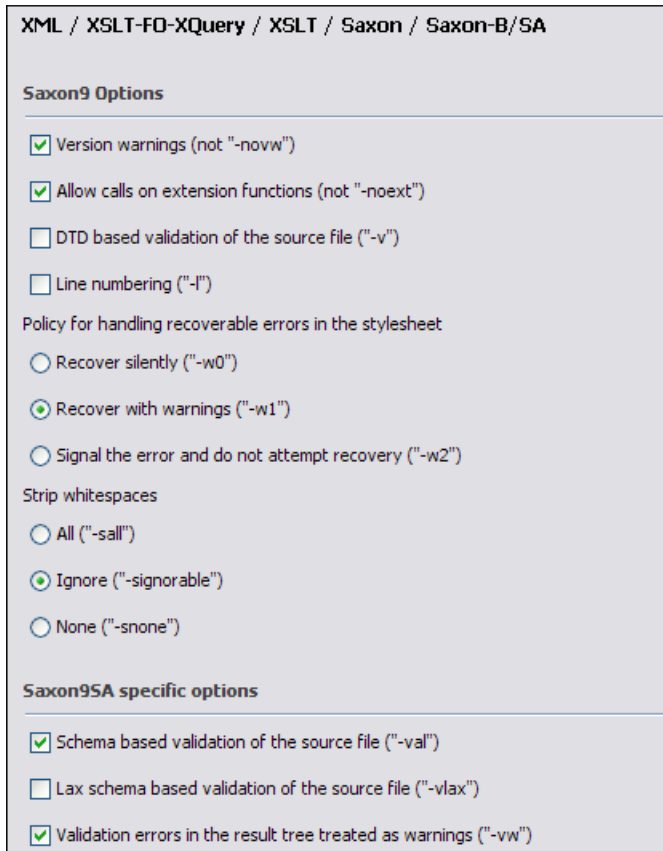 XML / XSLT-FO-XQuery / XSLT / Saxon / Saxon-B/SA
Saxon9 Options
Version warnings (not "-novw")
Allow calls on extension functions (not "-noext")
DTD based validation of the source file ("-v")
Line numbering ("-l")
Policy for handling recoverable errors in the stylesheet
Recover silently ("-w0")
Recover with warnings ("-w1")
Signal the error and do not attempt recovery ("-w2")
Strip whitespaces
All ("-sall")
Ignore ("-signorable")
None ("-snone")
Saxon9SA specific options
Schema based validation of the source file ("-val")
Lax schema based validation of the source file ("-vlax")
Validation errors in the result tree treated as warnings ("-vw")